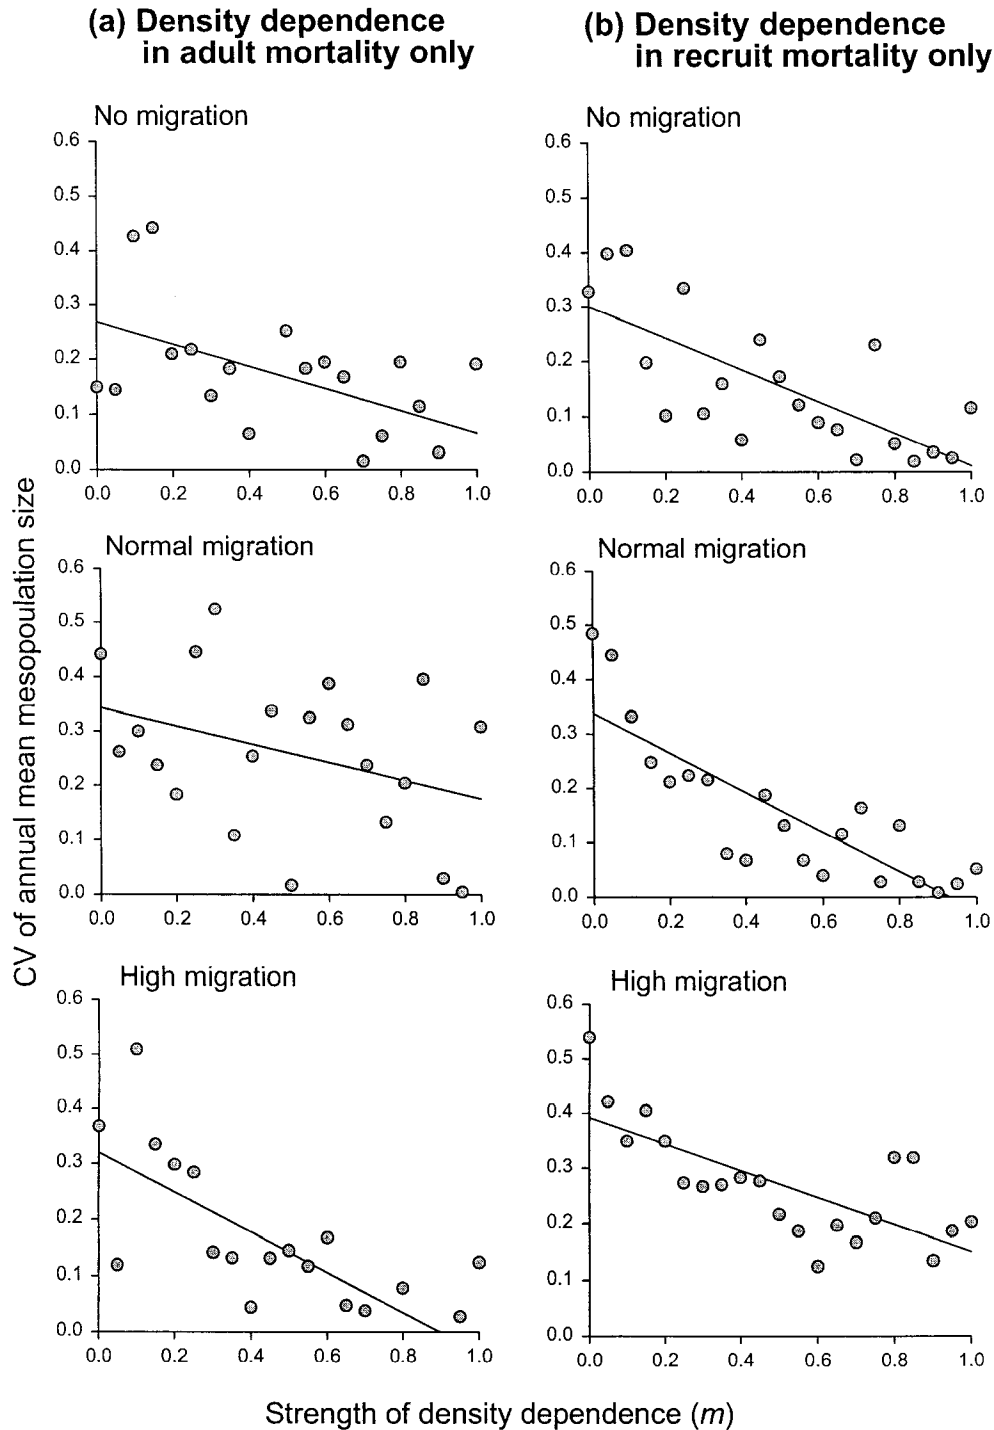 (a) Density dependence
in adult mortality only
(b) Density dependence
in recruit mortality only
CV of annual mean mesopoulation size
No migration
0.6
0.5
0.4
0.3
0.2
0.1
0.0
0.0 0.2 0.4 0.6 0.8 1.0
No migration
0.6
0.5
0.4
0.3
0.2
0.1
0.0
0.0 0.2 0.4 0.6 0.8 1.0
Normal migration
0.6
0.5
0.4
0.3
0.2
0.1
0.0
0.0 0.2 0.4 0.6 0.8 1.0
Normal migration
0.6
0.5
0.4
0.3
0.2
0.1
0.0
0.0 0.2 0.4 0.6 0.8 1.0
High migration
0.6
0.5
0.4
0.3
0.2
0.1
0.0
0.0 0.2 0.4 0.6 0.8 1.0
High migration
0.6
0.5
0.4
0.3
0.2
0.1
0.0
0.0 0.2 0.4 0.6 0.8 1.0
Strength of density dependence (m)